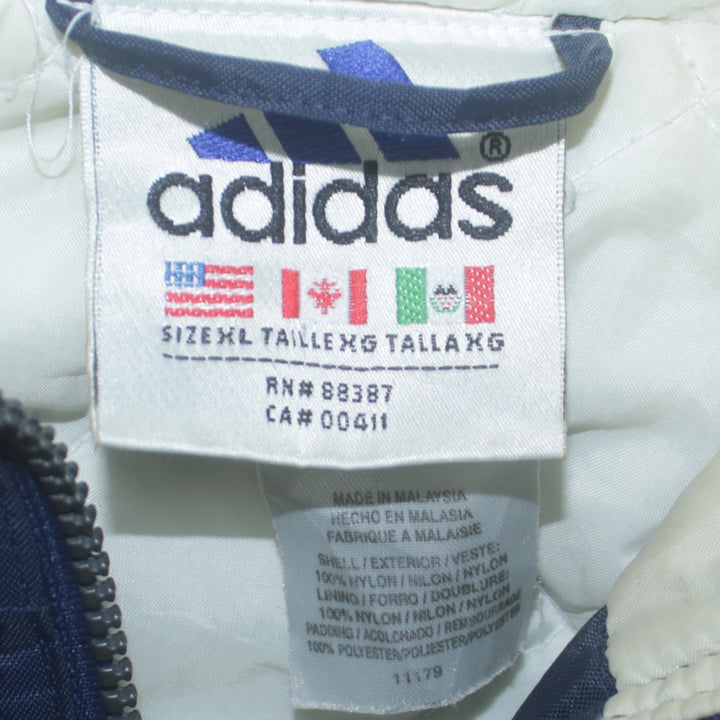 adidas®
SIZE XL TAILLE XG TALLA XG
RN# 88387
CA# 00411
MADE IN MALAYSIA
HECHO EN MALASIA
FABRIQUE A MALAISIE
SHELL / EXTERIOR / VESTE:
100% NYLON / NILON / NYLON
LINING / FORRO / DOUBLURE:
100% NYLON / NILON / NYLON
PADDING / ACOLCHADO / REMBOURRAGE
100% POLYESTER/POLIESTER/POLYESTER
11179